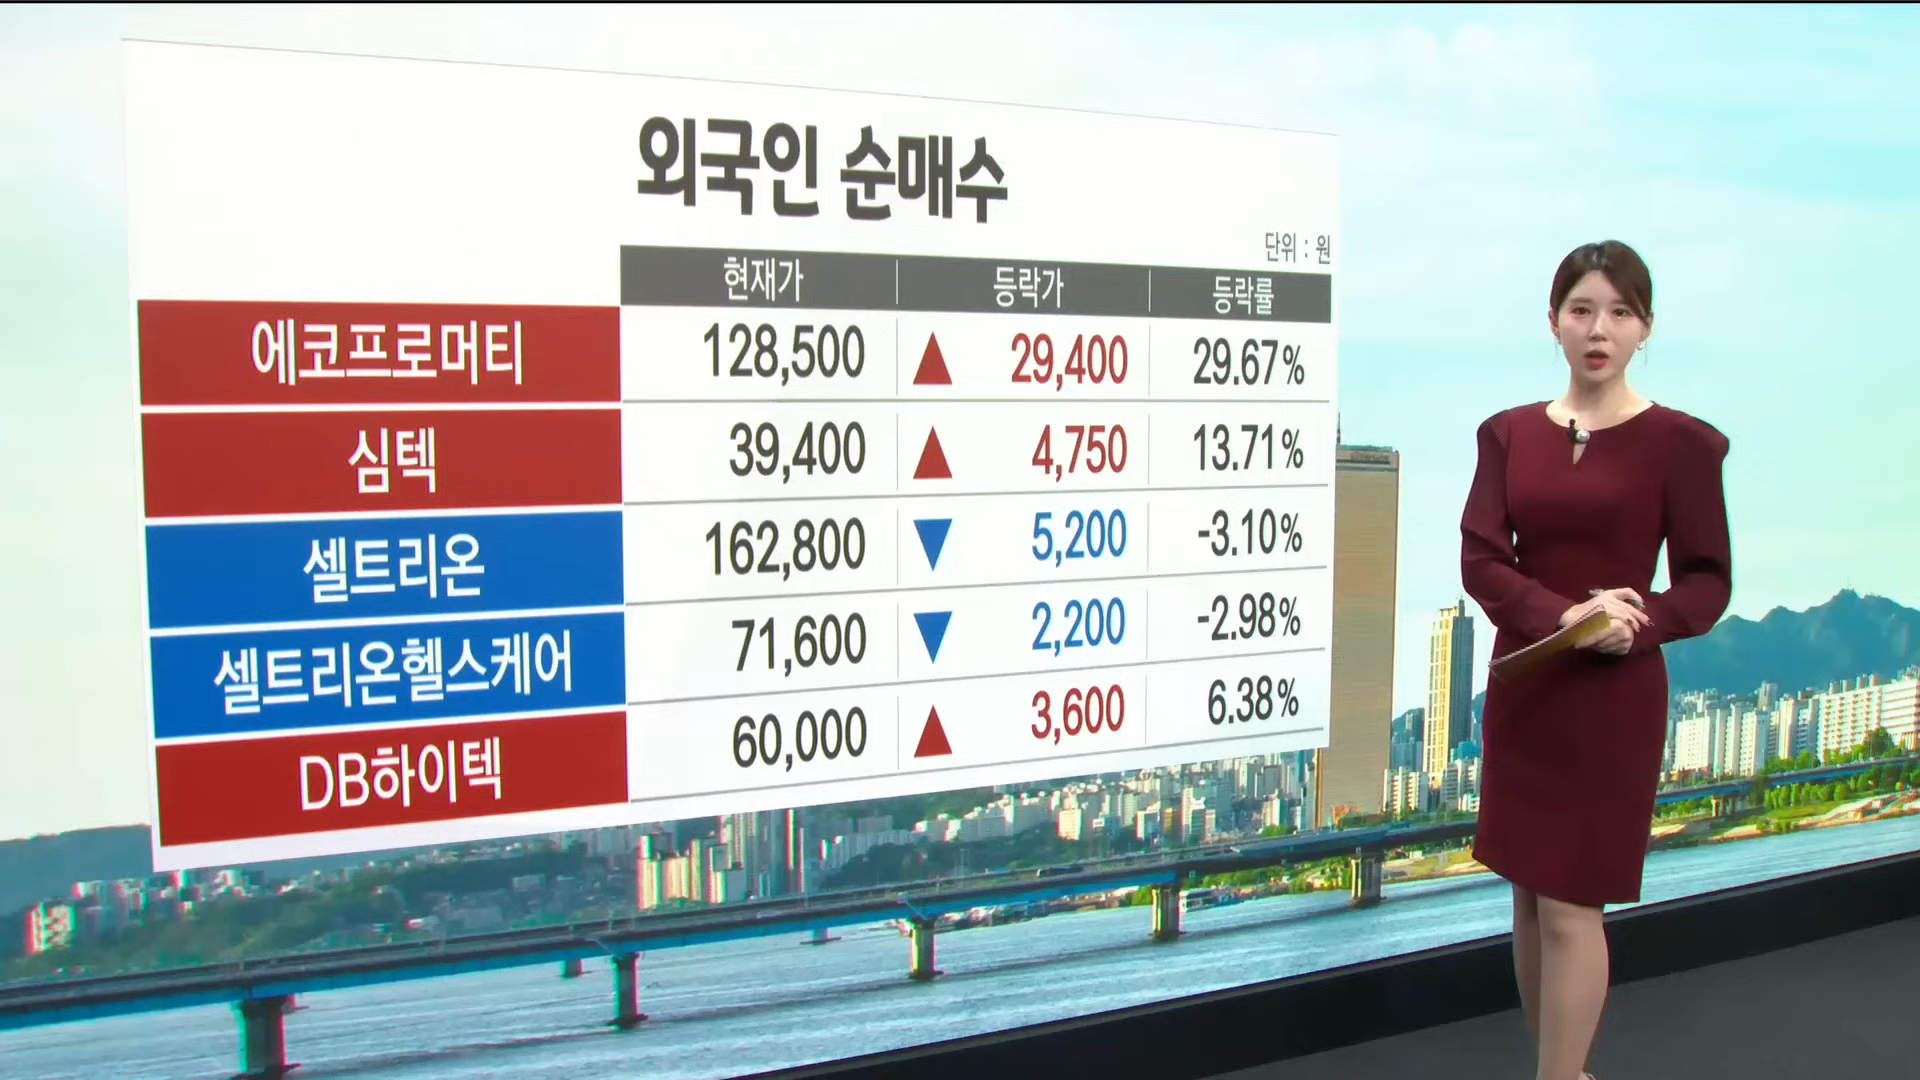 외국인 순매수
단위 : 원
현재가 등락가 등락률
에코프로머티 128,500 ▲ 29,400 29.67%
심텍 39,400 ▲ 4,750 13.71%
셀트리온 162,800 ▼ 5,200 -3.10%
셀트리온헬스케어 71,600 ▼ 2,200 -2.98%
DB하이텍 60,000 ▲ 3,600 6.38%